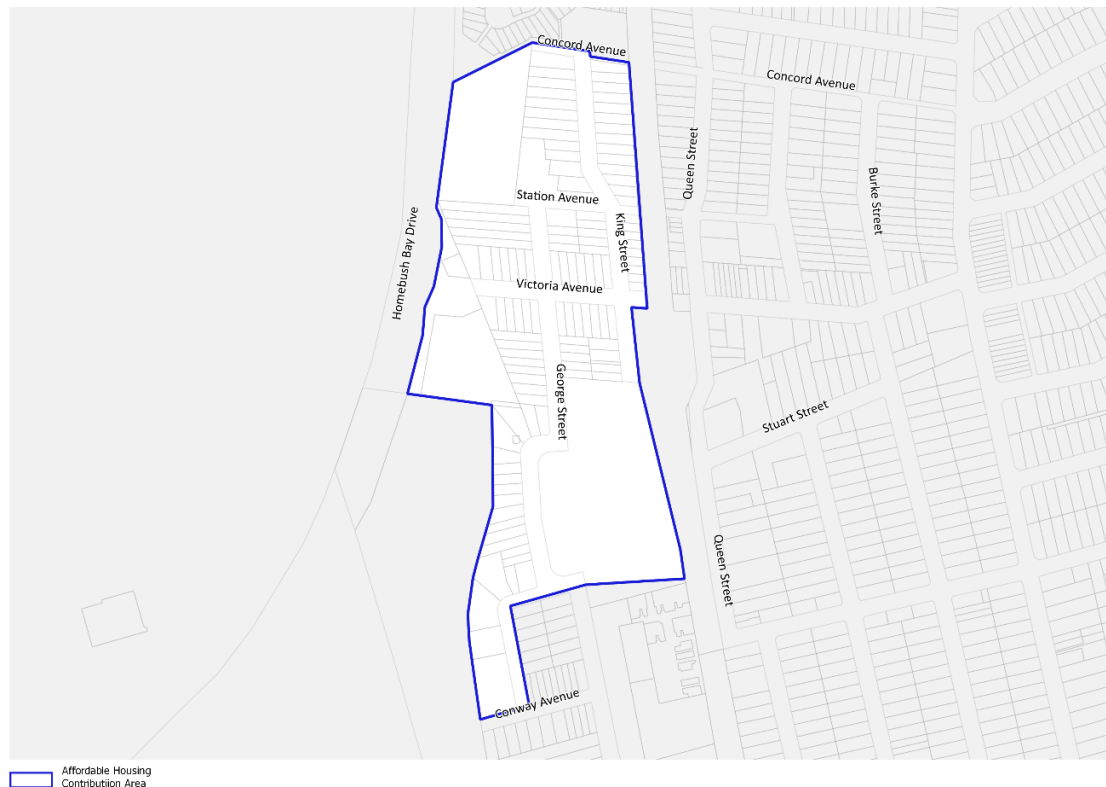 Concord Avenue
Concord Avenue
Queen Street
Burke Street
Station Avenue
King Street
Homebush Bay Drive
Victoria Avenue
George Street
Stuart Street
Queen Street
Conway Avenue
Affordable Housing
Contributiion Area